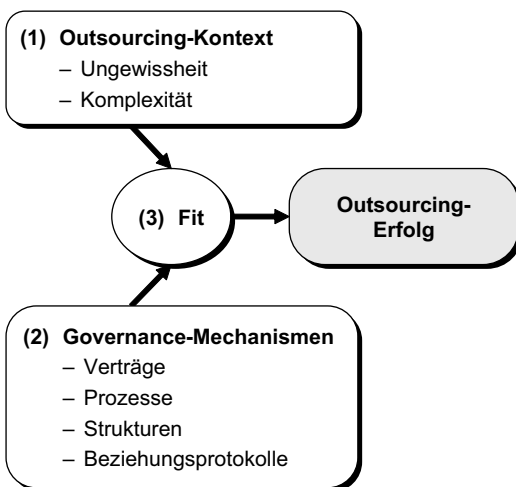 (1) Outsourcing-Kontext
– Ungewissheit
– Komplexität
(3) Fit
Outsourcing-
Erfolg
(2) Governance-Mechanismen
– Verträge
– Prozesse
– Strukturen
– Beziehungsprotokolle